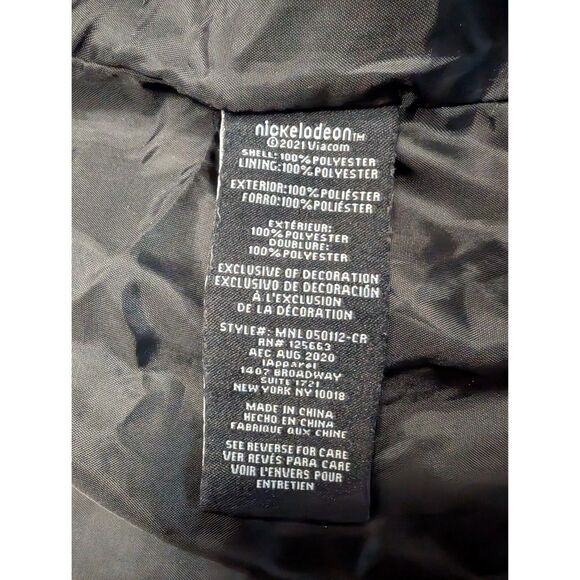 nickelodeon™
©2021 Viacom
SHELL: 100% POLYESTER
LINING: 100% POLYESTER
EXTERIOR: 100% POLIÉSTER
FORRO: 100% POLIÉSTER
EXTÉRIEUR:
100% POLYESTER
DOUBLURE:
100% POLYESTER
EXCLUSIVE OF DECORATION
EXCLUSIVO DE DECORACIÓN
À L'EXCLUSION
DE LA DÉCORATION
STYLE#: MNL050112-CR
RN# 125663
AEC AUG 2020
IApparel
1407 BROADWAY
SUITE 1721
NEW YORK NY 10018
MADE IN CHINA
HECHO EN CHINA
FABRIQUE AUX CHINE
SEE REVERSE FOR CARE
VER REVÉS PARA CARE
VOIR L'ENVERS POUR
ENTRETIEN